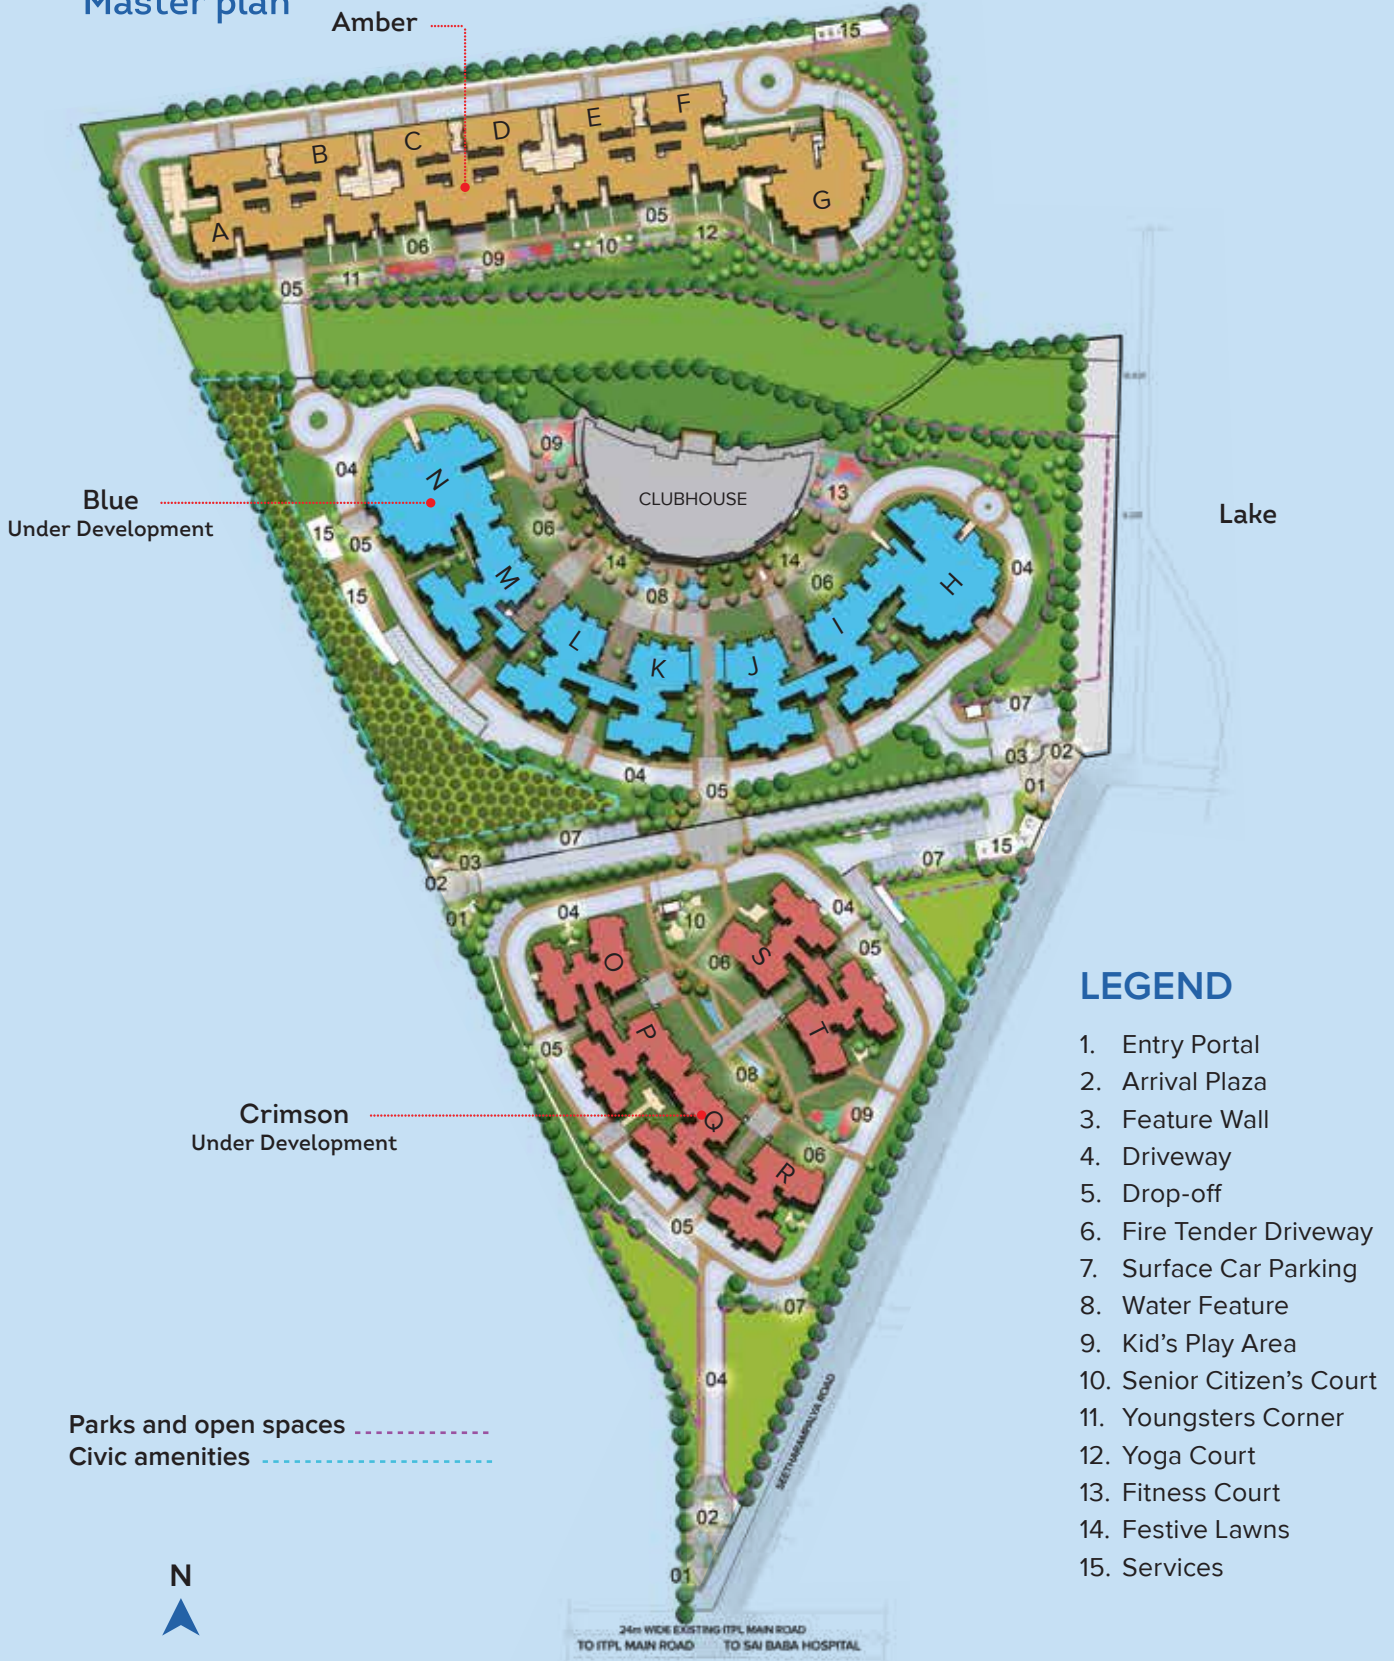 Master plan
Amber
15
F
E
D
C
B
G
A
05
12
06
10
09
11
05
09
04
CLUBHOUSE
13
N
Blue
Under Development
Lake
06
15
05
14
14
06
04
M
H
15
08
I
L
K
J
07
03
02
04
05
01
07
15
03
07
02
01
04
10
04
05
O
S
06
P
T
05
08
Crimson
Under Development
Q
09
06
R
05
07
04
SEETHARAMPALYA ROAD
02
01
24m WIDE EXISTING ITPL MAIN ROAD
TO ITPL MAIN ROAD TO SAI BABA HOSPITAL
LEGEND
1. Entry Portal
2. Arrival Plaza
3. Feature Wall
4. Driveway
5. Drop-off
6. Fire Tender Driveway
7. Surface Car Parking
8. Water Feature
9. Kid's Play Area
10. Senior Citizen's Court
11. Youngsters Corner
12. Yoga Court
13. Fitness Court
14. Festive Lawns
15. Services
Parks and open spaces
Civic amenities
N